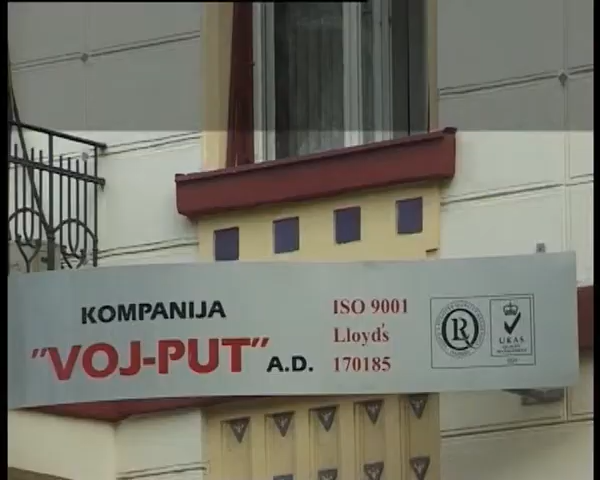 KOMPANIJA
"VOJ-PUT" A.D.
ISO 9001
Lloyd's
170185
R
UKAS